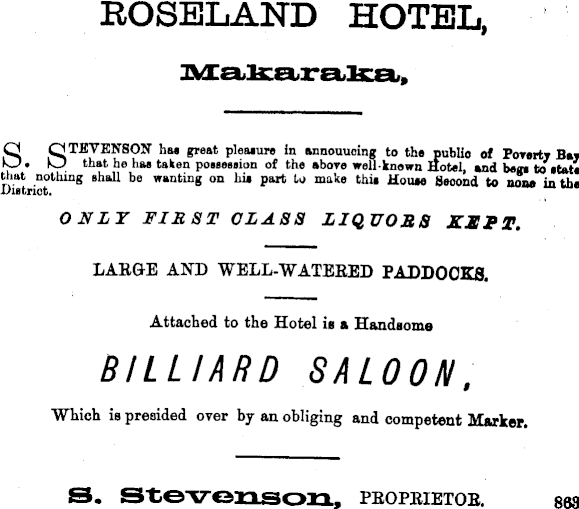 ROSELAND HOTEL,
Makaraka,
S. STEVENSON has great pleasure in announcing to the public of Poverty Bay
that he has taken possession of the above well-known Hotel, and begs to state
that nothing shall be wanting on his part to make this House Second to none in the
District.
ONLY FIRST CLASS LIQUORS KEPT.
LARGE AND WELL-WATERED PADDOCKS.
Attached to the Hotel is a Handsome
BILLIARD SALOON,
Which is presided over by an obliging and competent Marker.
S. Stevenson, PROPRIETOR. 863